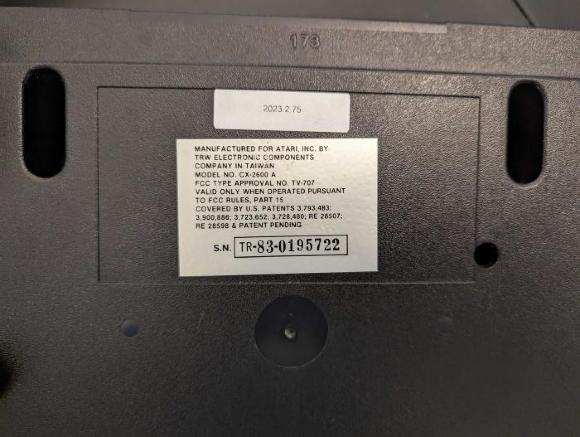 173
2023.2.75
MANUFACTURED FOR ATARI, INC. BY
TRW ELECTRONIC COMPONENTS
COMPANY IN TAIWAN
MODEL NO. CX-2600 A
FCC TYPE APPROVAL NO. TV-707
VALID ONLY WHEN OPERATED PURSUANT
TO FCC RULES, PART 15
COVERED BY U.S. PATENTS 3,793,483;
3,900,886; 3,723,652; 3,728,480; RE 28507;
RE 28598 & PATENT PENDING
S.N. TR-83-0195722